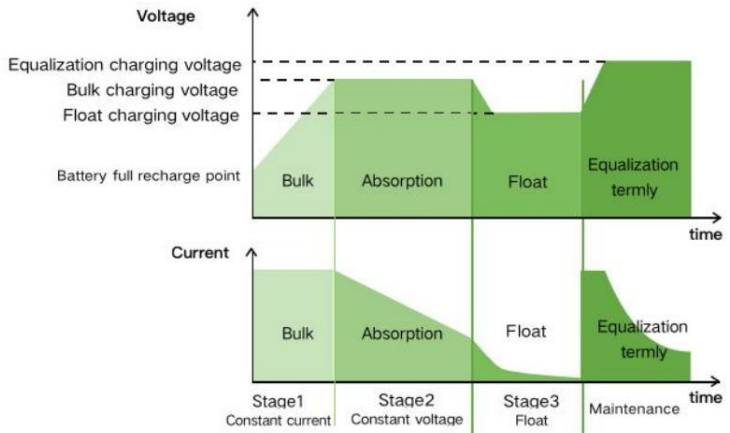 Voltage
Equalization charging voltage
Bulk charging voltage
Float charging voltage
Battery full recharge point
Bulk
Absorption
Float
Equalization
termly
time
Current
Bulk
Absorption
Float
Equalization
termly
time
Stage1
Constant current
Stage2
Constant voltage
Stage3
Float
Maintenance